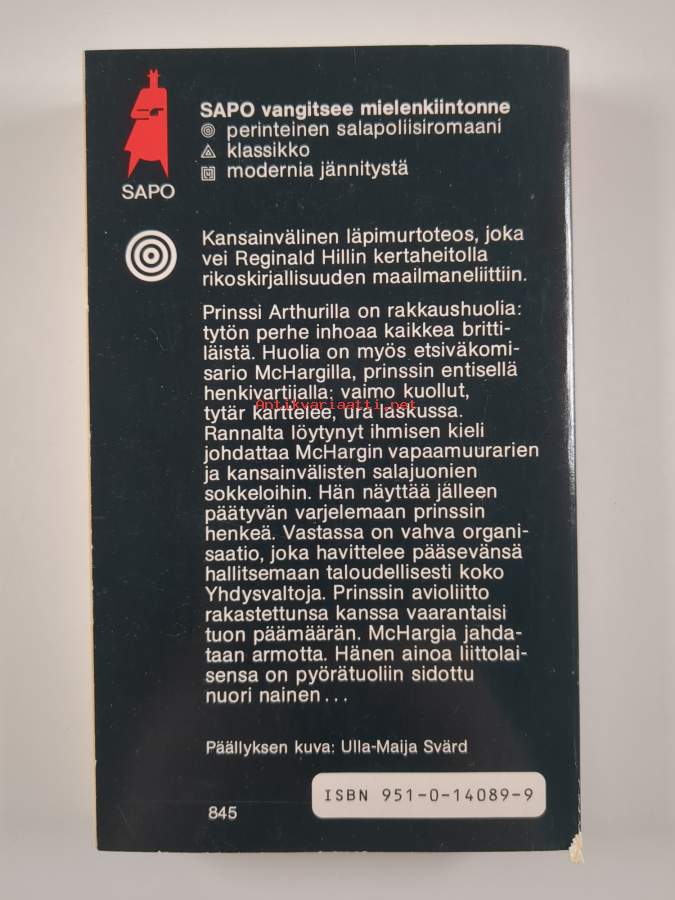 SAPO vangitsee mielenkiintonne
perinteinen salapoliisiromaani
klassikko
modernia jännitystä
SAPO
Kansainvälinen läpimurtoteos, joka
vei Reginald Hillin kertaheitolla
rikoskirjallisuuden maailmaneliittiin.
Prinssi Arthurilla on rakkaushuolia:
tytön perhe inhoaa kaikkea britti-
läistä. Huolia on myös etsiväkomi-
sario McHargilla, prinssin entisellä
henkivartijalla: vaimo kuollut,
Antikvariaatti.net
tytär karttelee, ura laskussa.
Rannalta löytynyt ihmisen kieli
johdattaa McHargin vapaamuurarien
ja kansainvälisten salajuonien
sokkeloihin. Hän näyttää jälleen
päätyvän varjelemaan prinssin
henkeä. Vastassa on vahva organi-
saatio, joka havittelee pääsevänsä
hallitsemaan taloudellisesti koko
Yhdysvaltoja. Prinssin avioliitto
rakastettunsa kanssa vaarantaisi
tuon päämäärän. McHargia jahda-
taan armotta. Hänen ainoa liittolai-
sensa on pyörätuoliin sidottu
nuori nainen...
Päällyksen kuva: Ulla-Maija Svärd
ISBN 951-0-14089-9
845